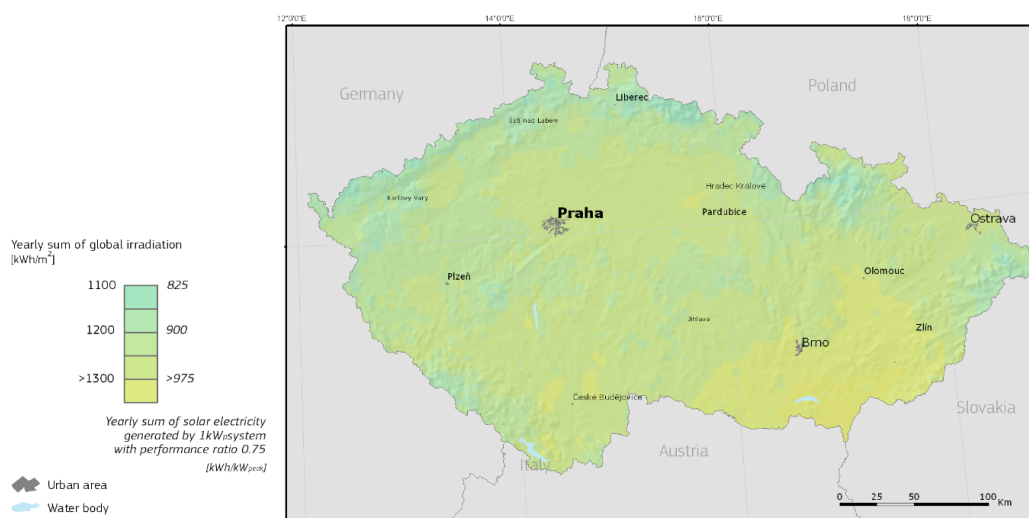 12°0'0"E
14°0'0"E
16°0'0"E
18°0'0"E
Germany
Poland
Liberec
Ústí nad Labem
Karlovy Vary
Hradec Králové
Praha
Pardubice
Ostrava
Plzeň
Olomouc
Jihlava
Zlín
Brno
České Budějovice
Slovakia
Austria
Italy
Yearly sum of global irradiation
[kWh/m²]
1100 825
1200 900
>1300 >975
Yearly sum of solar electricity
generated by 1kWp system
with performance ratio 0.75
[kWh/kWpeak]
Urban area
Water body
0 25 50 100
Km